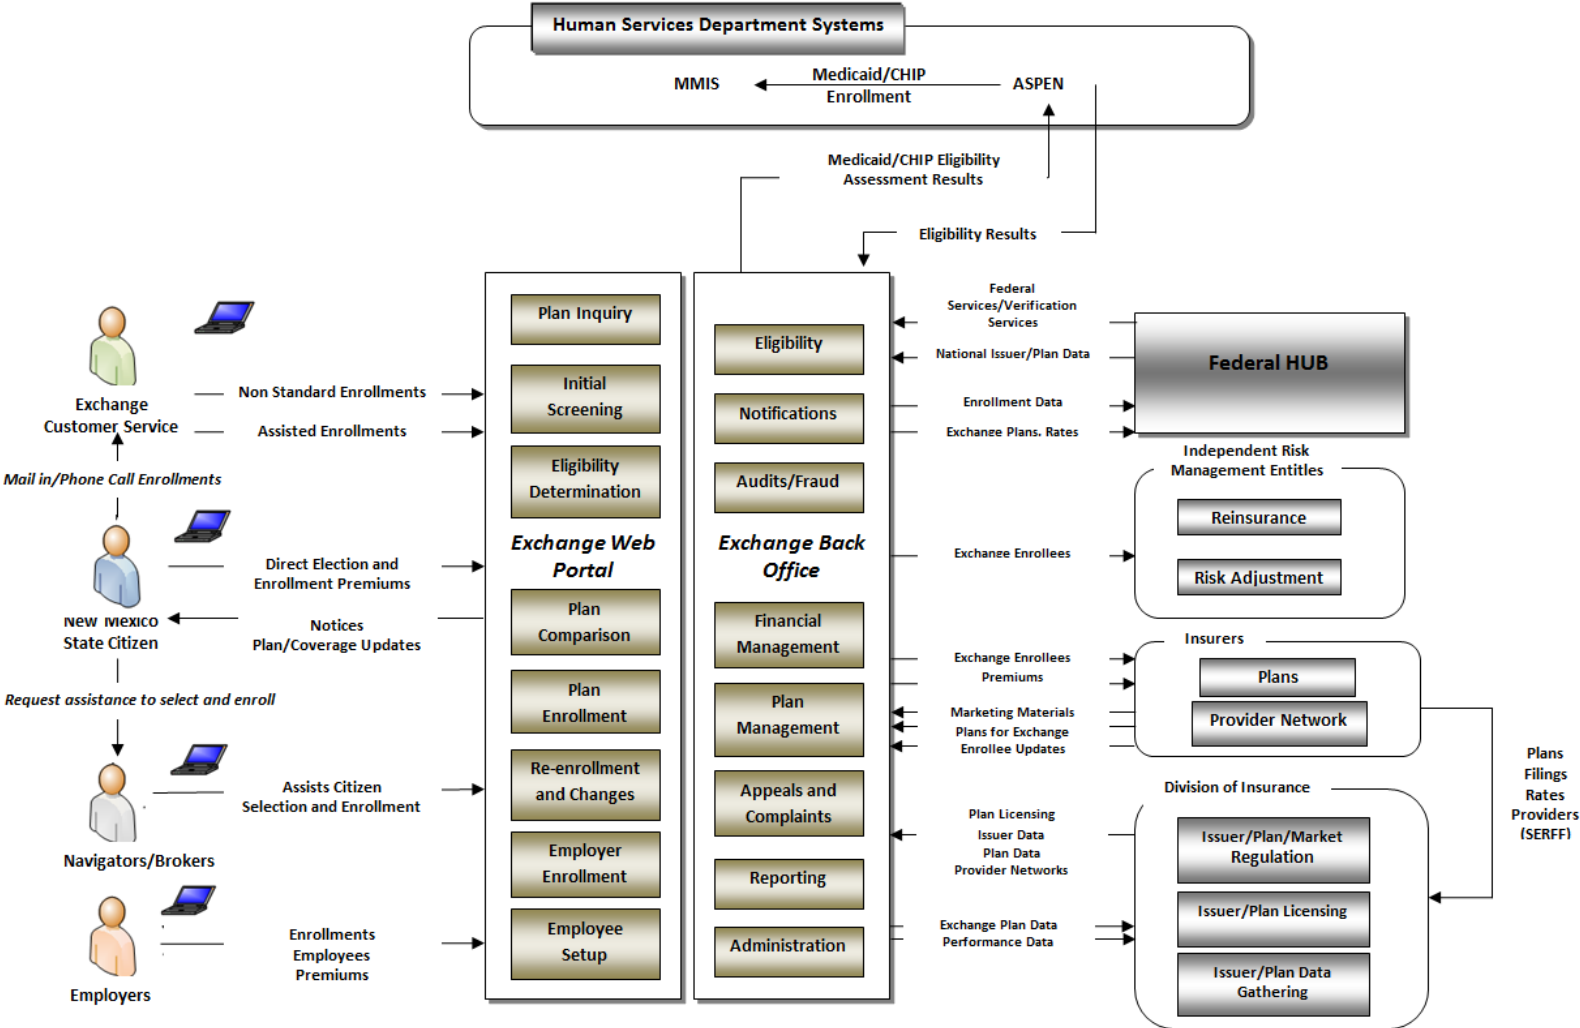 Human Services Department Systems
MMIS
Medicaid/CHIP
Enrollment
ASPEN
Medicaid/CHIP Eligibility
Assessment Results
Eligibility Results
Exchange
Customer Service
Mail in/Phone Call Enrollments
New Mexico
State Citizen
Request assistance to select and enroll
Navigators/Brokers
Employers
Non Standard Enrollments
Assisted Enrollments
Direct Election and
Enrollment Premiums
Notices
Plan/Coverage Updates
Assists Citizen
Selection and Enrollment
Enrollments
Employees
Premiums
Plan Inquiry
Initial
Screening
Eligibility
Determination
Exchange Web
Portal
Plan
Comparison
Plan
Enrollment
Re-enrollment
and Changes
Employer
Enrollment
Employee
Setup
Eligibility
Notifications
Audits/Fraud
Exchange Back
Office
Financial
Management
Plan
Management
Appeals and
Complaints
Reporting
Administration
Federal
Services/Verification
Services
National Issuer/Plan Data
Enrollment Data
Exchange Plans. Rates
Exchange Enrollees
Exchange Enrollees
Premiums
Marketing Materials
Plans for Exchange
Enrollee Updates
Plan Licensing
Issuer Data
Plan Data
Provider Networks
Exchange Plan Data
Performance Data
Federal HUB
Independent Risk
Management Entitles
Reinsurance
Risk Adjustment
Insurers
Plans
Provider Network
Division of Insurance
Issuer/Plan/Market
Regulation
Issuer/Plan Licensing
Issuer/Plan Data
Gathering
Plans
Filings
Rates
Providers
(SERFF)